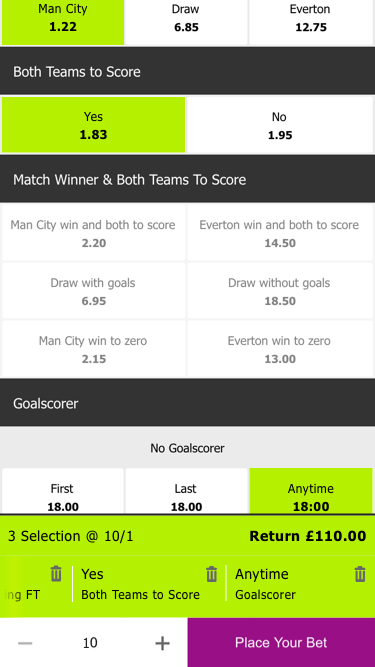 Man City Draw Everton
1.22 6.85 12.75
Both Teams to Score
Yes No
1.83 1.95
Match Winner & Both Teams To Score
Man City win and both to score Everton win and both to score
2.20 14.50
Draw with goals Draw without goals
6.95 18.50
Man City win to zero Everton win to zero
2.15 13.00
Goalscorer
No Goalscorer
First Last Anytime
18.00 18.00 18:00
3 Selection @ 10/1 Return £110.00
Yes Anytime
ng FT Both Teams to Score Goalscorer
10 Place Your Bet